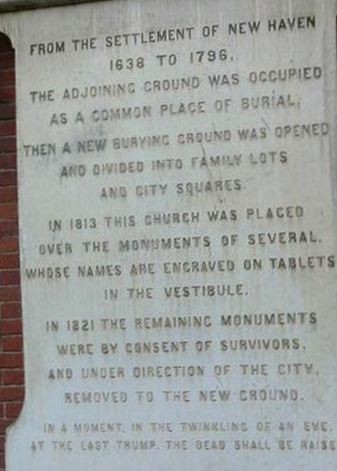 FROM THE SETTLEMENT OF NEW HAVEN
1638 TO 1796,
THE ADJOINING GROUND WAS OCCUPIED
AS A COMMON PLACE OF BURIAL,
THEN A NEW BURYING GROUND WAS OPENED
AND DIVIDED INTO FAMILY LOTS
AND CITY SQUARES.
IN 1813 THIS CHURCH WAS PLACED
OVER THE MONUMENTS OF SEVERAL,
WHOSE NAMES ARE ENGRAVED ON TABLETS
IN THE VESTIBULE.
IN 1821 THE REMAINING MONUMENTS
WERE BY CONSENT OF SURVIVORS,
AND UNDER DIRECTION OF THE CITY,
REMOVED TO THE NEW GROUND.
IN A MOMENT, IN THE TWINKLING OF AN EYE,
AT THE LAST TRUMP, THE DEAD SHALL BE RAISE